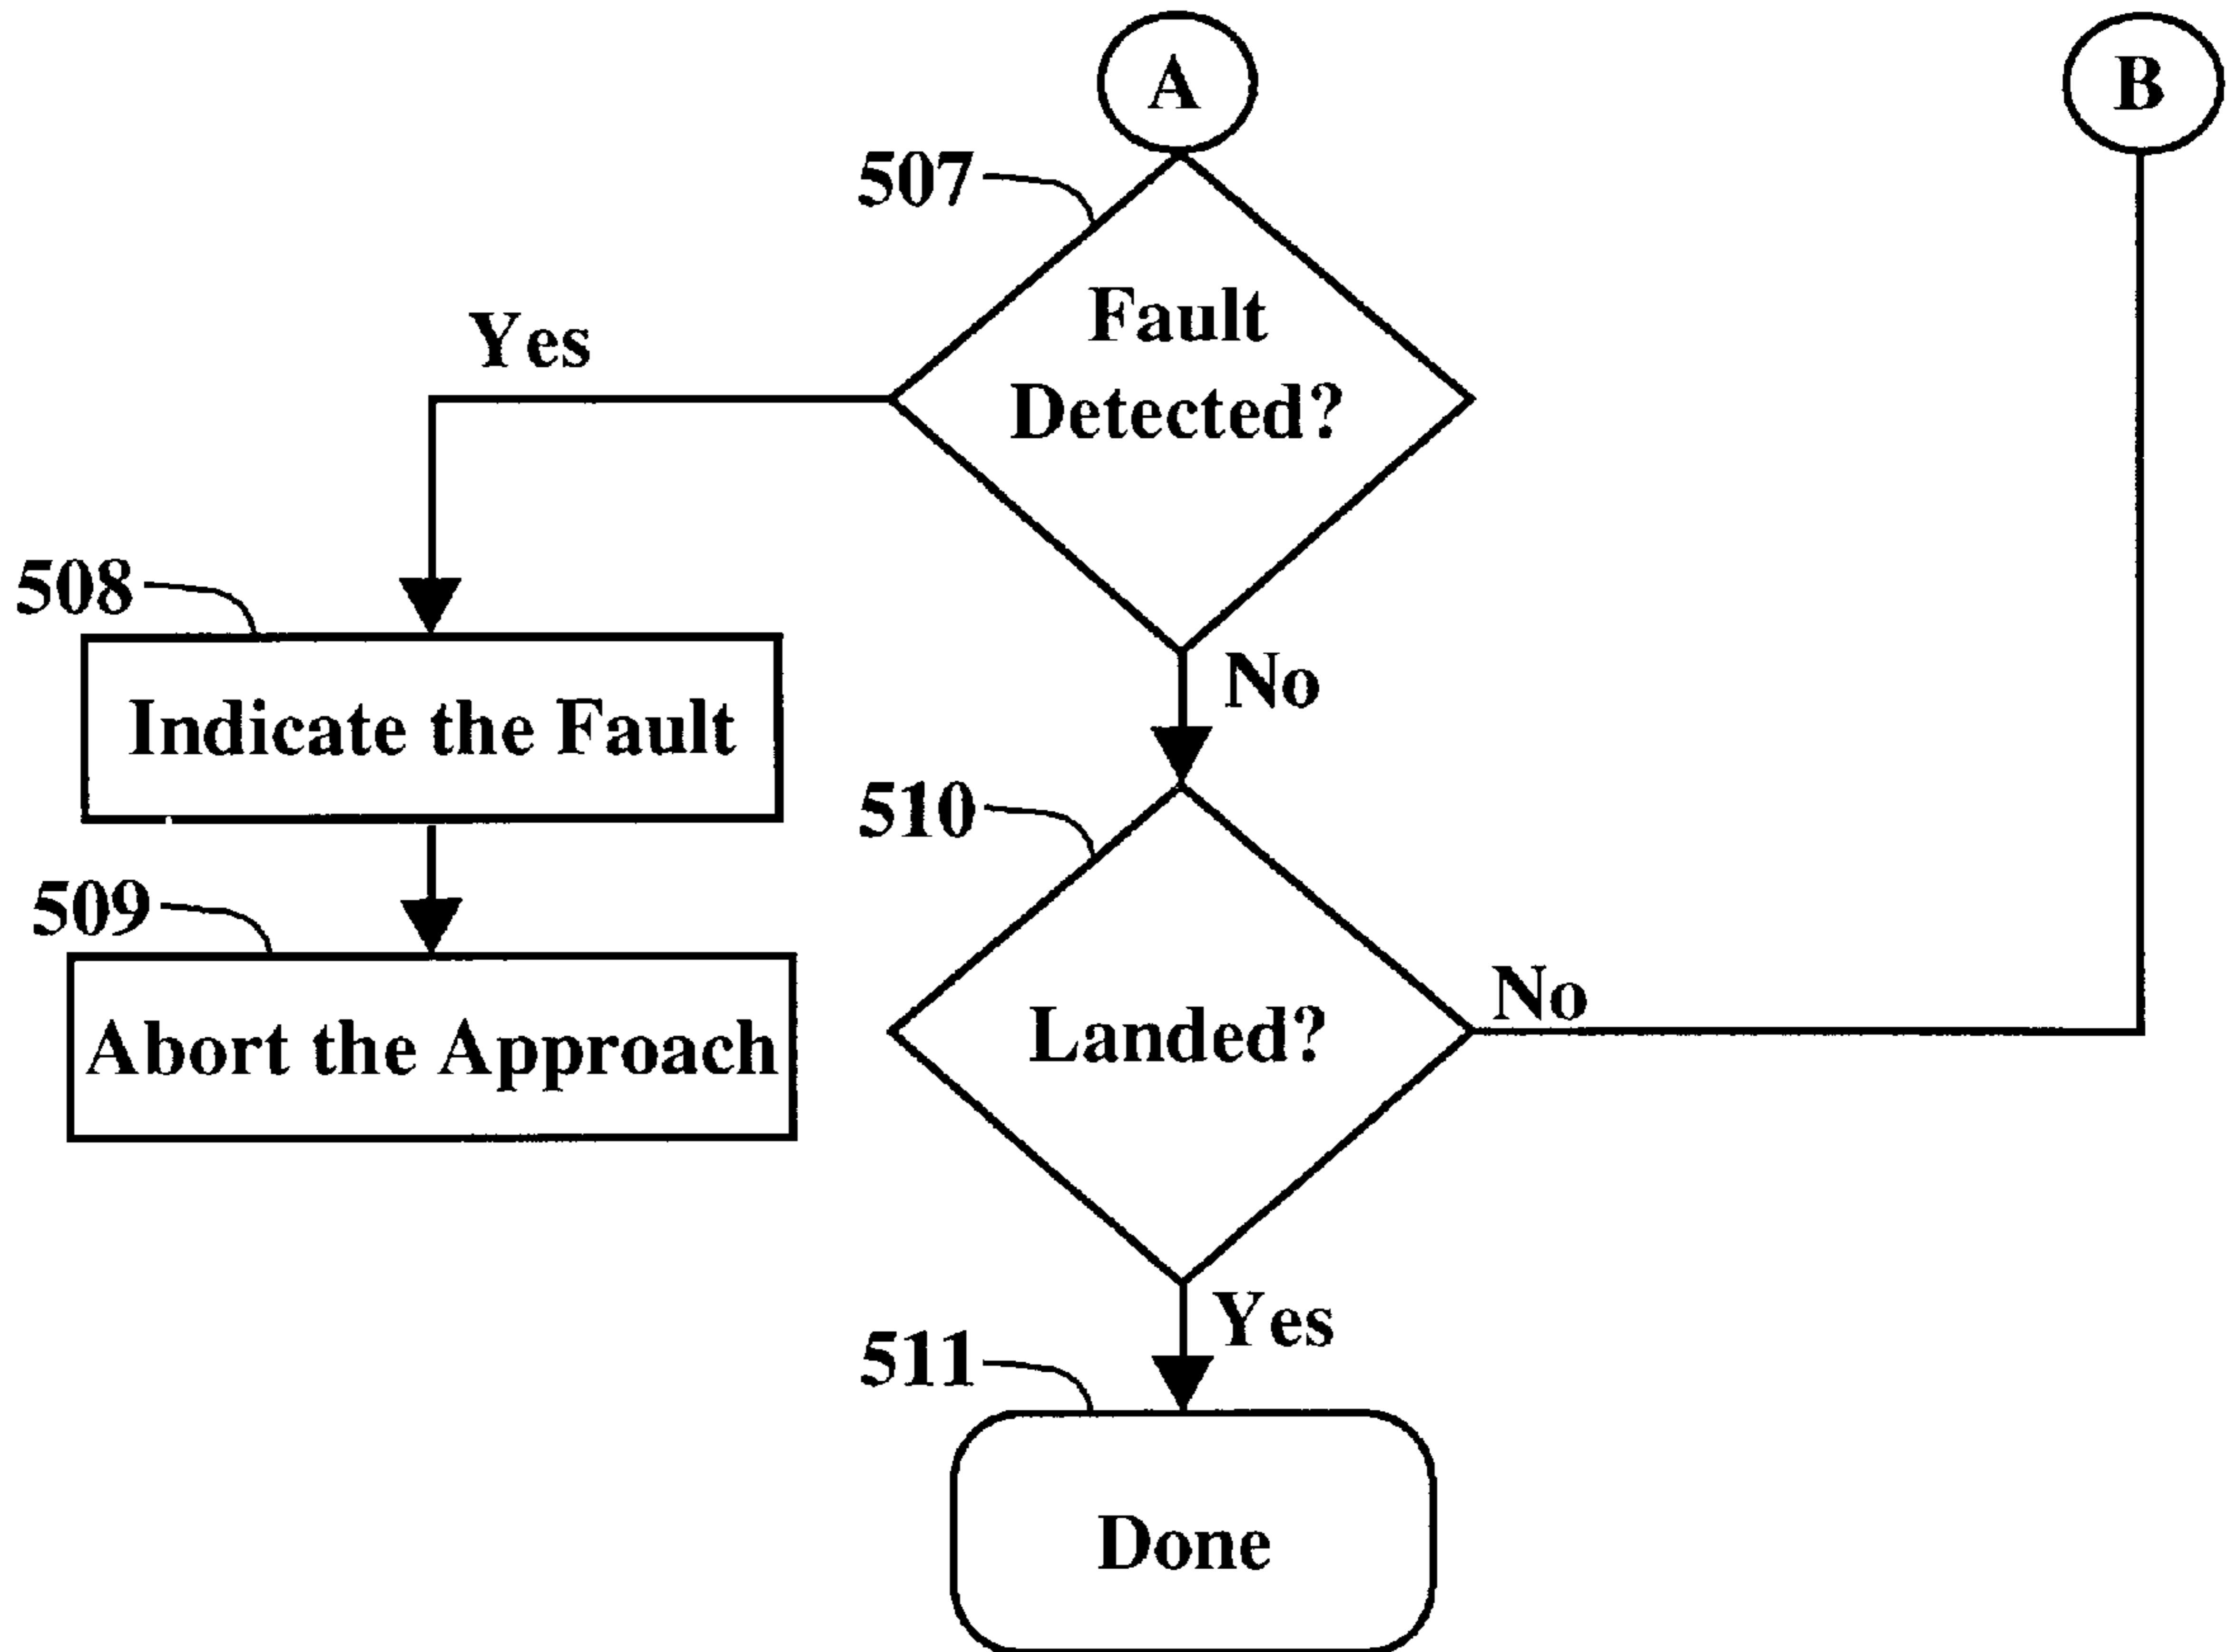 A
B
507
Fault
Detected?
Yes
No
508
Indicate the Fault
509
Abort the Approach
510
Landed?
No
Yes
511
Done